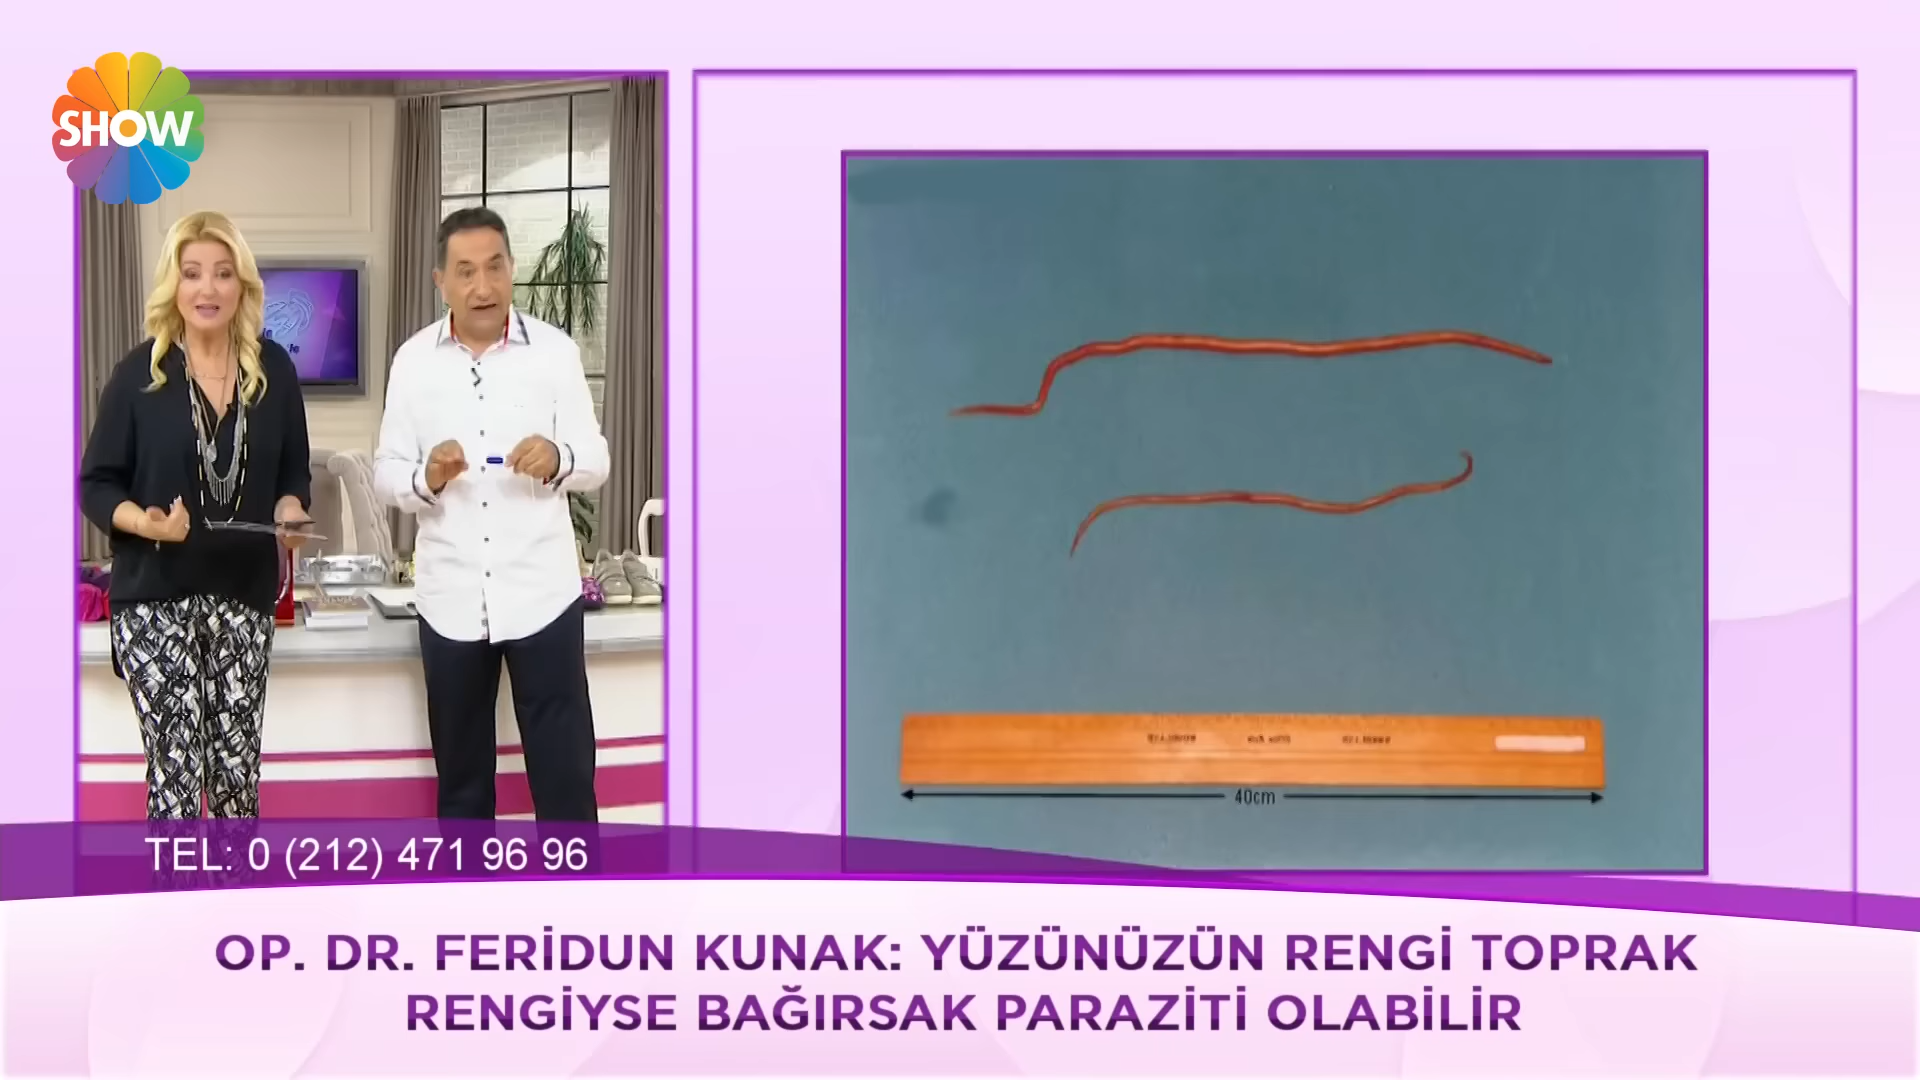 SHOW
40cm
TEL: 0 (212) 471 96 96
OP. DR. FERİDUN KUNAK: YÜZÜNÜZÜN RENGİ TOPRAK
RENGİYSE BAĞIRSAK PARAZİTİ OLABİLİR